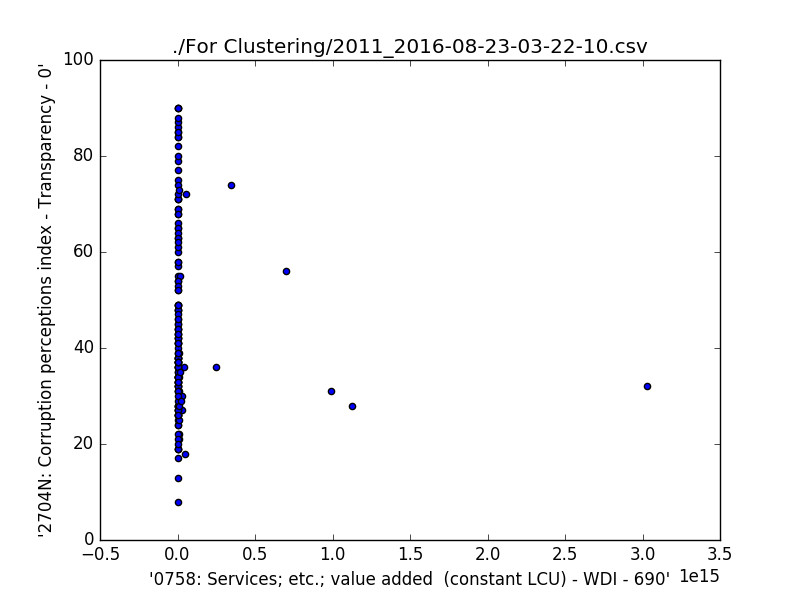 ./For Clustering/2011_2016-08-23-03-22-10.csv
'2704N: Corruption perceptions index - Transparency - 0'
100
80
60
40
20
0
−0.5 0.0 0.5 1.0 1.5 2.0 2.5 3.0 3.5
1e15
'0758: Services; etc.; value added  (constant LCU) - WDI - 690'